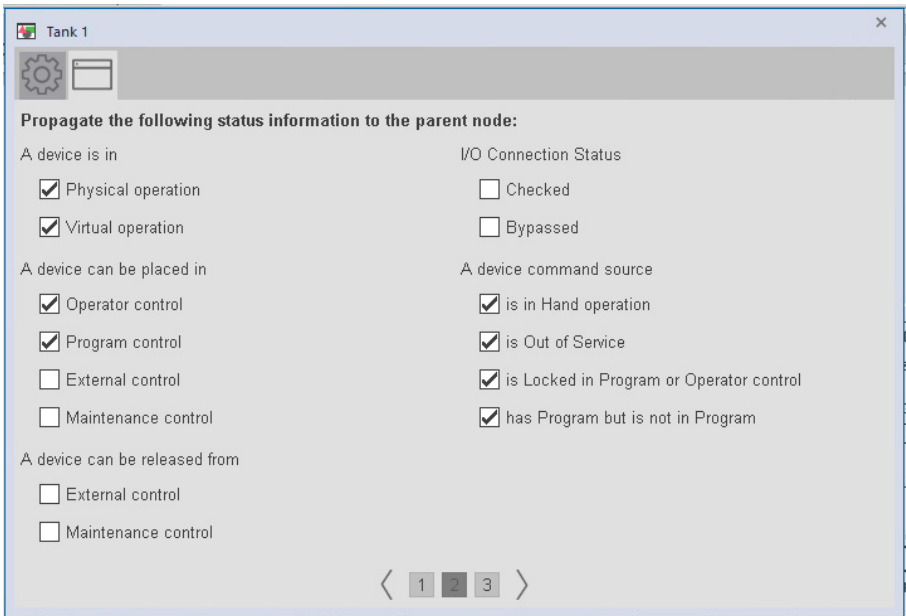 Tank 1
Propagate the following status information to the parent node:
A device is in
Physical operation
Virtual operation
A device can be placed in
Operator control
Program control
External control
Maintenance control
A device can be released from
External control
Maintenance control
I/O Connection Status
Checked
Bypassed
A device command source
is in Hand operation
is Out of Service
is Locked in Program or Operator control
has Program but is not in Program
1 2 3